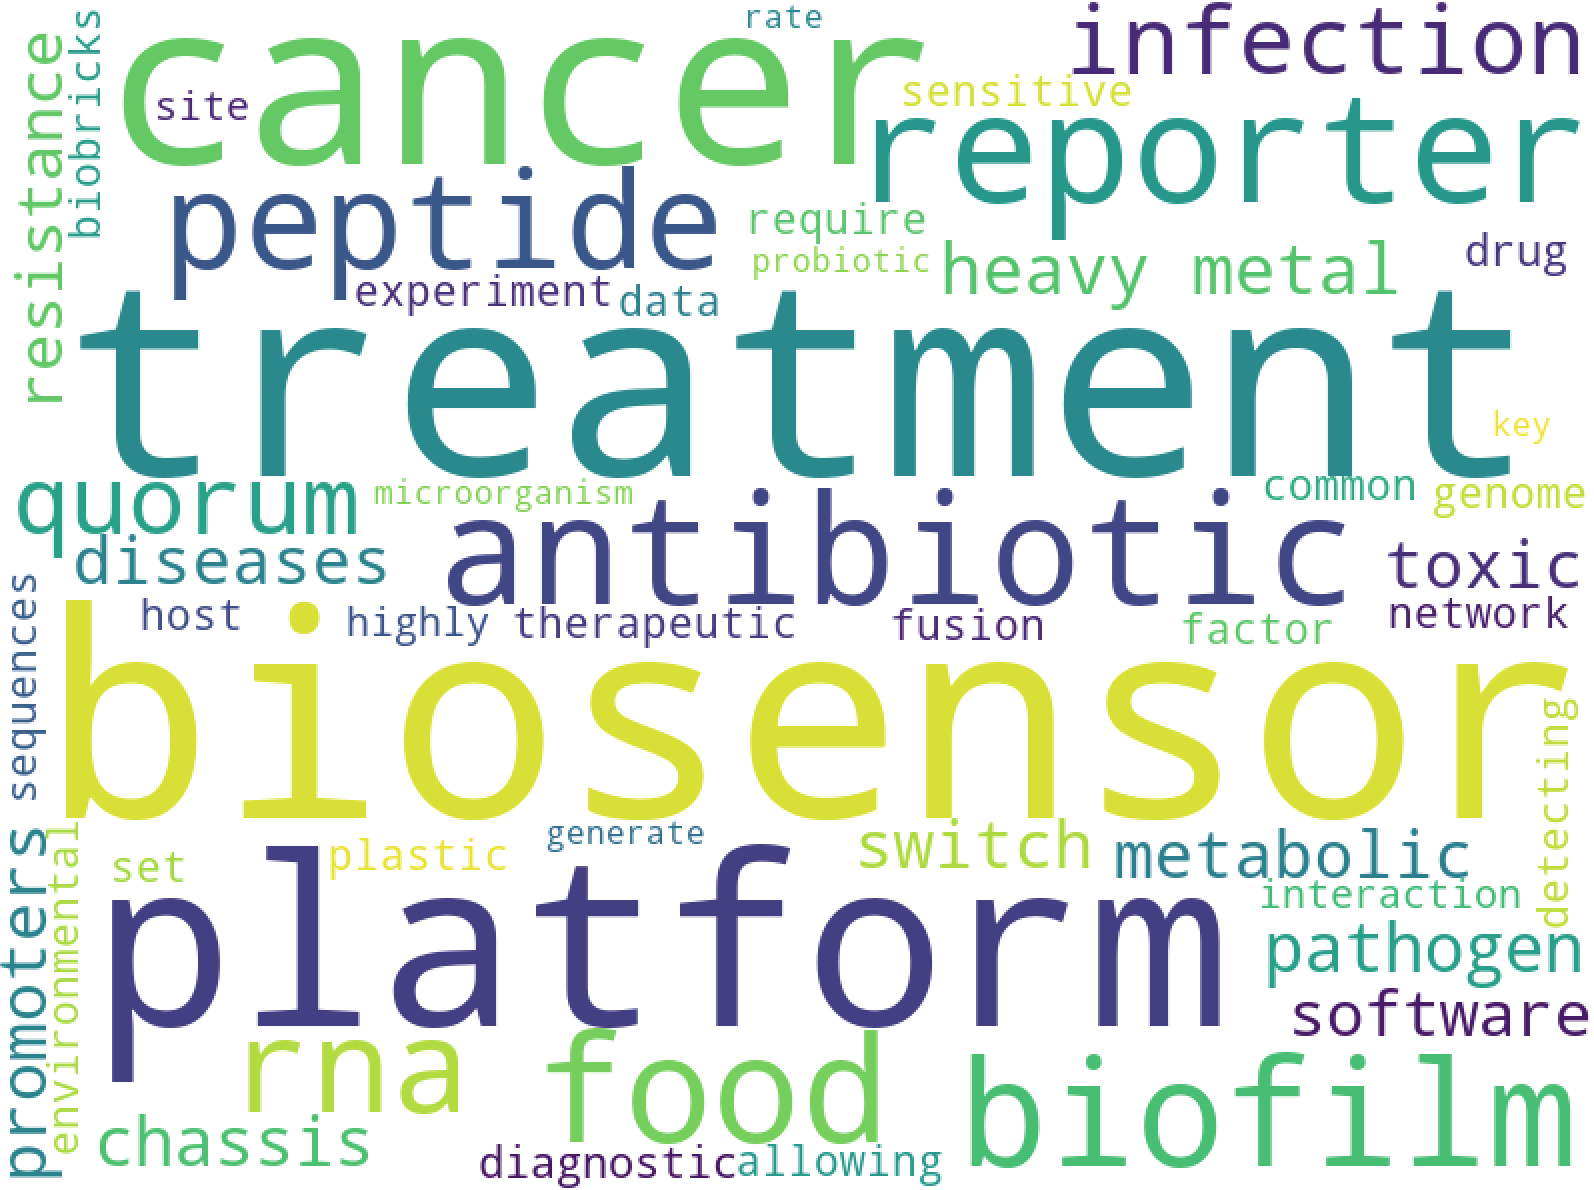 rate
cancer
infection
biobricks
resistance
site
sensitive
reporter
peptide
require
probiotic
heavy metal
drug
experiment
data
treatment
key
quorum
microorganism
common
genome
antibiotic
diseases
toxic
host
highly
therapeutic
fusion
factor
network
sequences
biosensor
detecting
promoters
environmental
set
plastic
generate
switch
metabolic
platform
interaction
pathogen
software
rna
food
biofilm
chassis
diagnostic
allowing